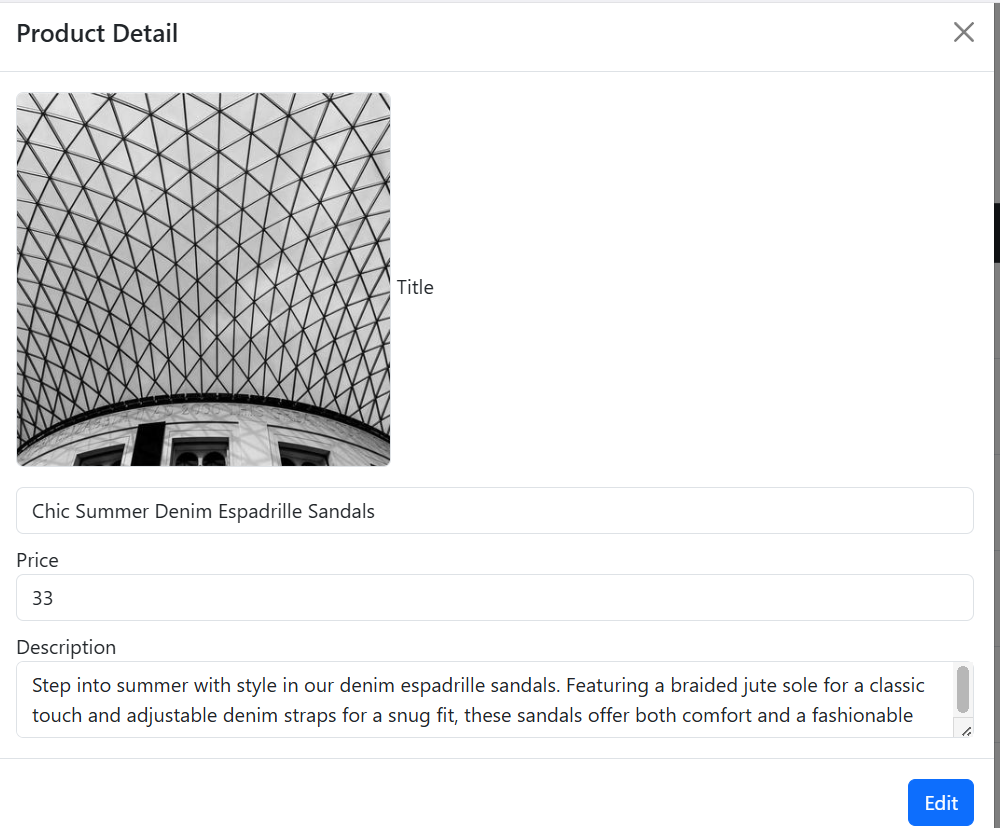 Product Detail
Title
Chic Summer Denim Espadrille Sandals
Price
33
Description
Step into summer with style in our denim espadrille sandals. Featuring a braided jute sole for a classic
touch and adjustable denim straps for a snug fit, these sandals offer both comfort and a fashionable
Edit